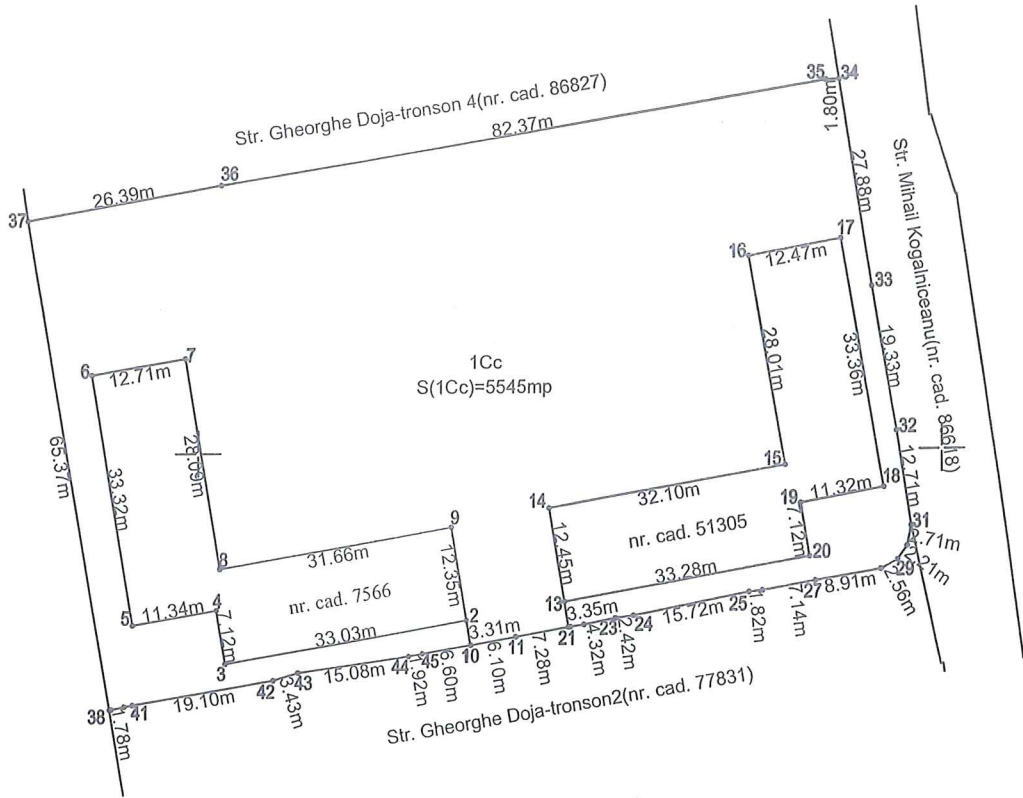 35
34
1.80m
Str. Gheorghe Doja-tronson 4(nr. cad. 86827)
82.37m
36
26.39m
37
27.88m
Str. Mihail Kogalniceanu(nr. cad. 86618)
17
16
12.47m
33
7
6
12.71m
1Cc
S(1Cc)=5545mp
28.01m
33.36m
19.33m
65.37m
33.32m
28.09m
32
12.71m
15
18
14
32.10m
19
11.32m
9
31
2.71m
12.45m
nr. cad. 51305
7.12m
20
8
31.66m
12.35m
33.28m
29
2.56m
nr. cad. 7566
5
11.34m
4
7.12m
13
3.35m
27
8.91m
2
3.31m
33.03m
21
23
24
15.72m
25
1.82m
7.14m
3
10
11
7.28m
4.32m
2.42m
44
45
6.10m
6.60m
1.92m
42
43
15.08m
3.43m
38
41
19.10m
1.78m
Str. Gheorghe Doja-tronson2(nr. cad. 77831)